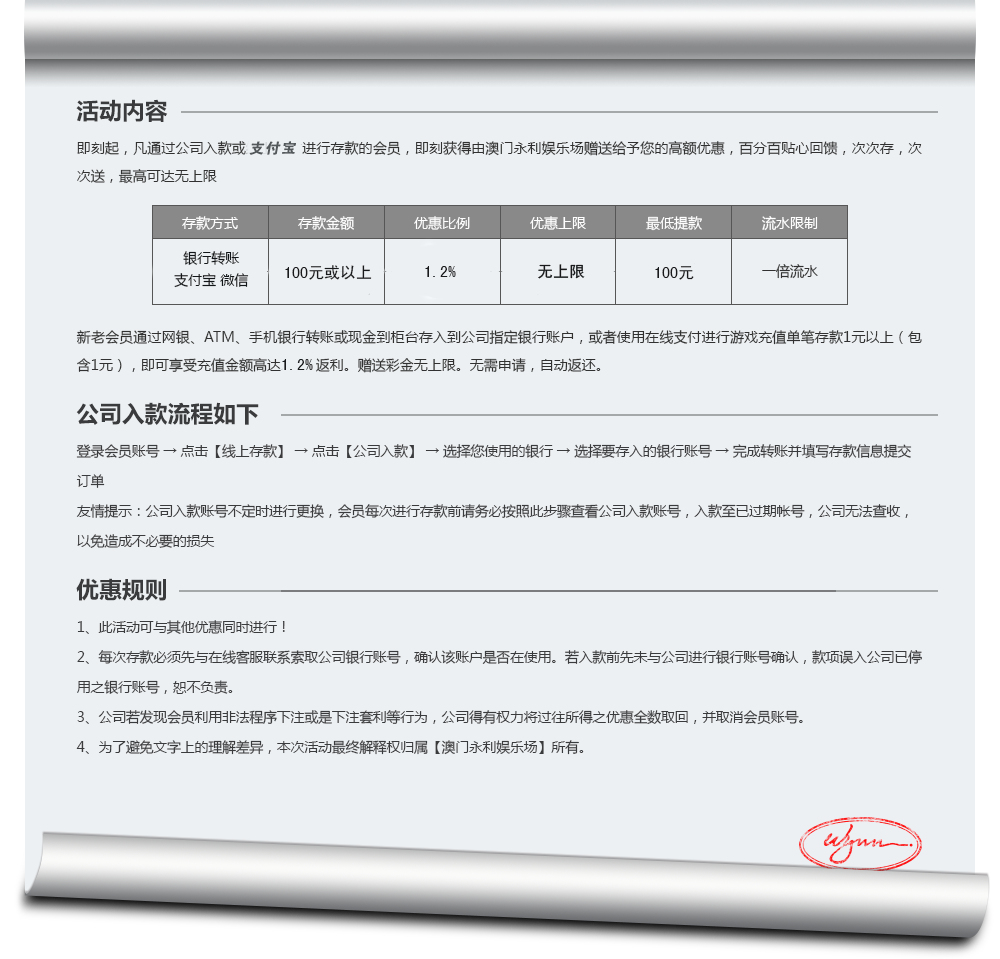 活动内容
即刻起，凡通过公司入款或 支付宝 进行存款的会员，即刻获得由澳门永利娱乐场赠送给予您的高额优惠，百分百贴心回馈，次次存，次
次送，最高可达无上限
存款方式 存款金额 优惠比例 优惠上限 最低提款 流水限制
银行转账
支付宝 微信 100元或以上 1.2% 无上限 100元 一倍流水
新老会员通过网银、ATM、手机银行转账或现金到柜台存入到公司指定银行账户，或者使用在线支付进行游戏充值单笔存款1元以上（包
含1元），即可享受充值金额高达1.2%返利。赠送彩金无上限。无需申请，自动返还。
公司入款流程如下
登录会员账号 → 点击【线上存款】 → 点击【公司入款】 → 选择您使用的银行 → 选择要存入的银行账号 → 完成转账并填写存款信息提交
订单
友情提示：公司入款账号不定时进行更换，会员每次进行存款前请务必按照此步骤查看公司入款账号，入款至已过期帐号，公司无法查收，
以免造成不必要的损失
优惠规则
1、此活动可与其他优惠同时进行！
2、每次存款必须先与在线客服联系索取公司银行账号，确认该账户是否在使用。若入款前先未与公司进行银行账号确认，款项误入公司已停
用之银行账号，恕不负责。
3、公司若发现会员利用非法程序下注或是下注套利等行为，公司得有权力将过往所得之优惠全数取回，并取消会员账号。
4、为了避免文字上的理解差异，本次活动最终解释权归属【澳门永利娱乐场】所有。
Wynn